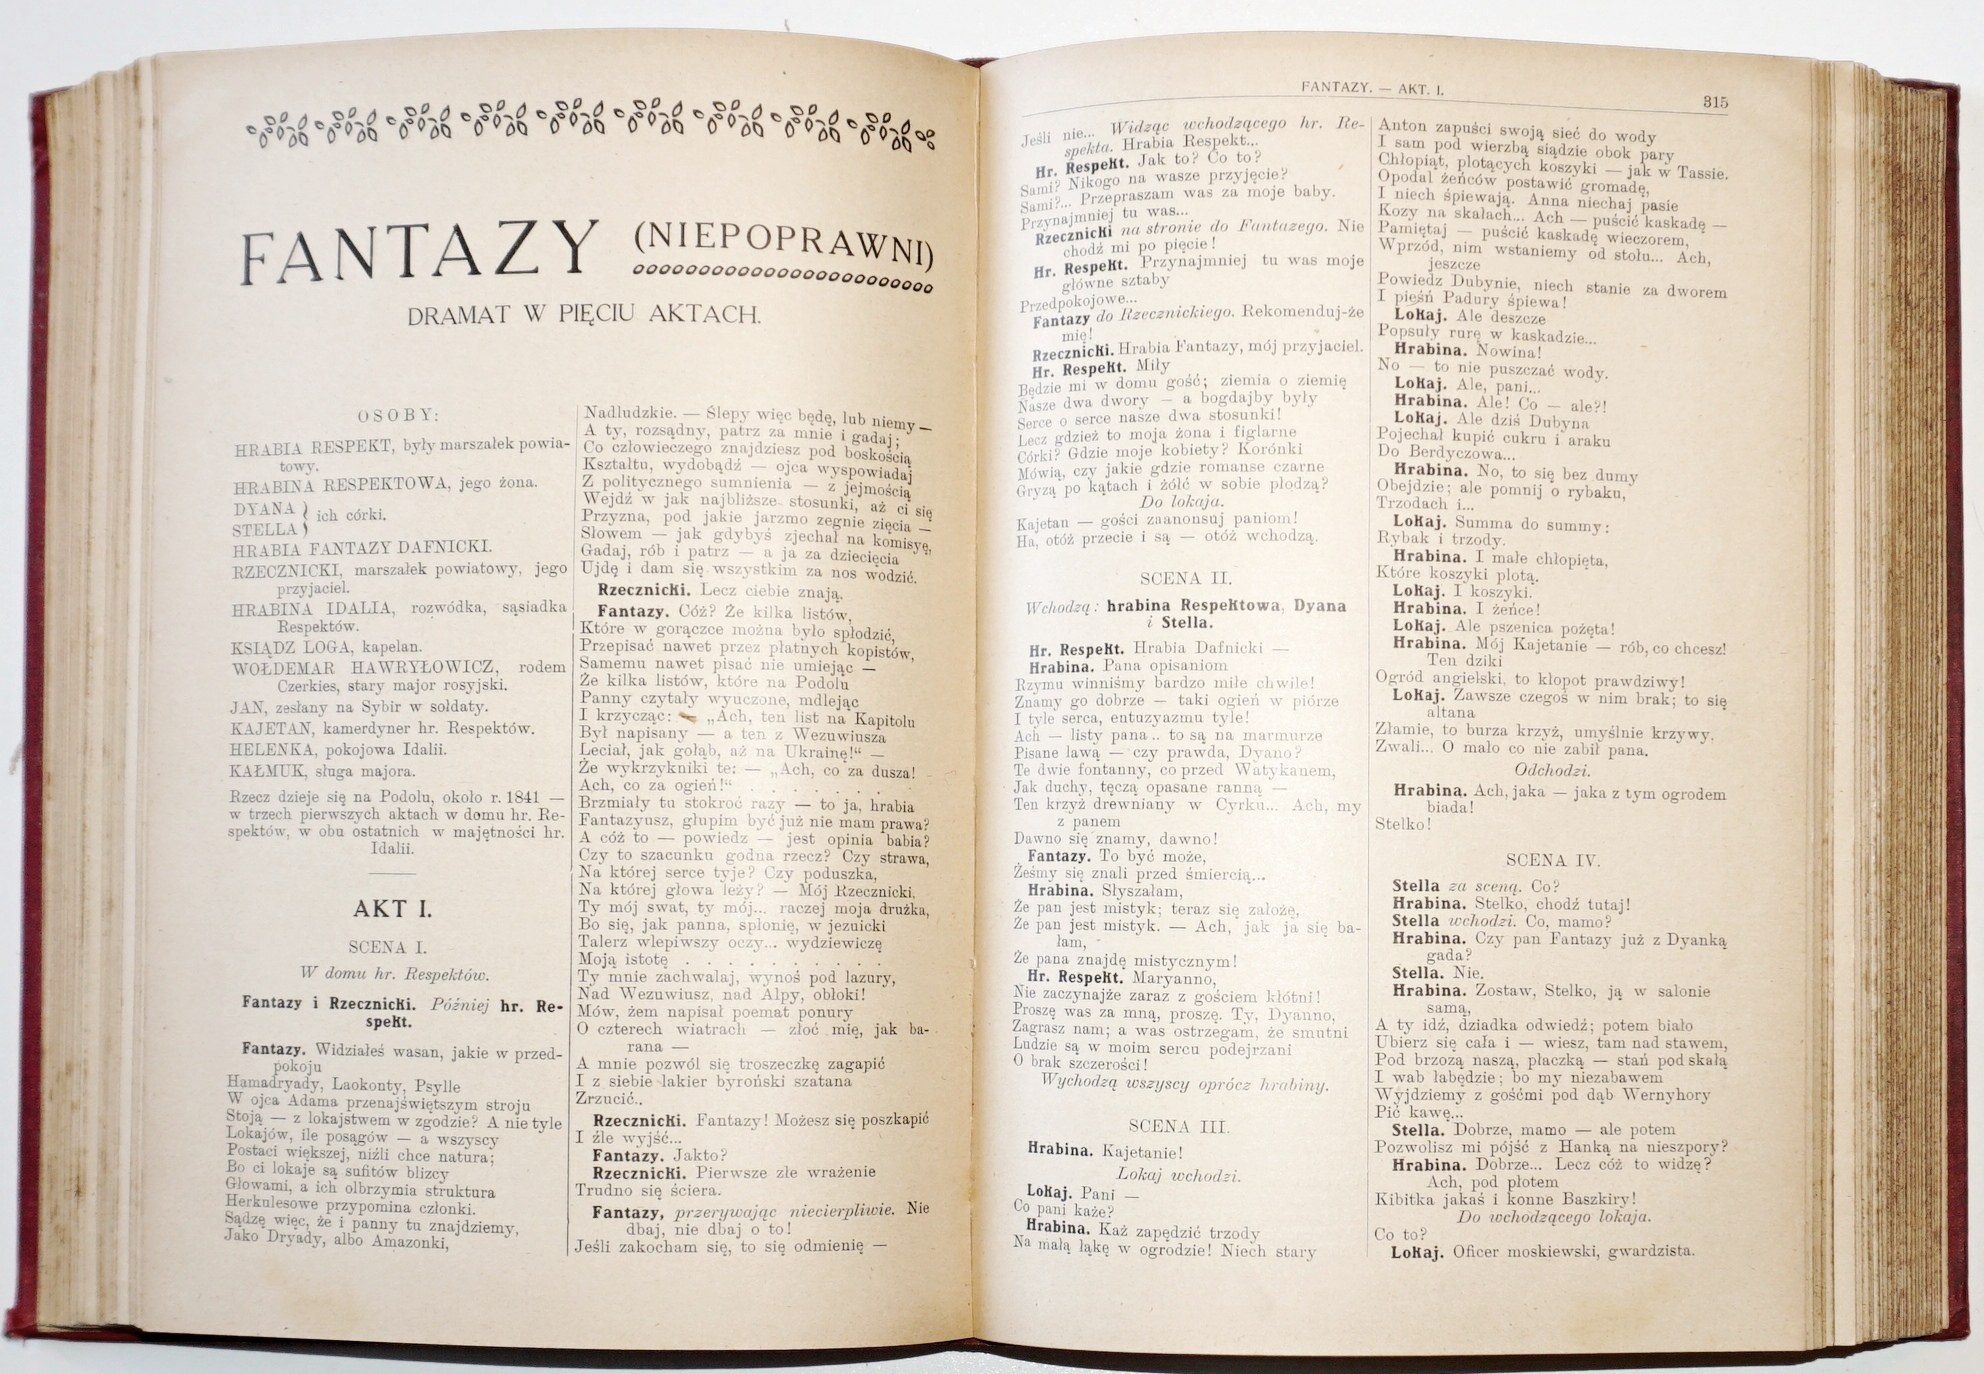 FANTAZY (NIEPOPRAWNI)
DRAMAT W PIĘCIU AKTACH.
OSOBY:
HRABIA RESPEKT, były marszałek powia-
towy.
HRABINA RESPEKTOWA, jego żona.
DYANA
STELLA } ich córki.
HRABIA FANTAZY DAFNICKI.
RZECZNICKI, marszałek powiatowy, jego
przyjaciel.
HRABINA IDALIA, rozwódka, sąsiadka
Respektów.
KSIĄDZ LOGA, kapelan.
WOŁDEMAR HAWRYŁOWICZ, rodem
Czerkies, stary major rosyjski.
JAN, zesłany na Sybir w sołdaty.
KAJETAN, kamerdyner hr. Respektów.
HELENKA, pokojowa Idalii.
KAŁMUK, sługa majora.
Rzecz dzieje się na Podolu, około r. 1841 —
w trzech pierwszych aktach w domu hr. Re-
spektów, w obu ostatnich w majętności hr.
Idalii.
AKT I.
SCENA I.
W domu hr. Respektów.
Fantazy i Rzecznicki. Później hr. Re-
spekt.
Fantazy. Widziałeś wasan, jakie w przed-
pokoju
Hamadryady, Laokonty, Psylle
W ojca Adama przenajświętszym stroju
Stoją — z lokajstwem w zgodzie? A nie tyle
Lokajów, ile posągów — a wszyscy
Postaci większej, niźli chce natura;
Bo ci lokaje są sufitów blizcy
Głowami, a ich olbrzymia struktura
Herkulesowe przypomina członki.
Sądzę więc, że i panny tu znajdziemy,
Jako Dryady, albo Amazonki,
Nadludzkie. — Ślepy więc będę, lub niemy —
A ty, rozsądny, patrz za mnie i gadaj;
Co człowieczego znajdziesz pod boskością
Kształtu, wydobądź — ojca wyspowiadaj
Z politycznego sumnienia — z jejmością
Wejdź w jak najbliższe stosunki, aż ci się
Przyzna, pod jakie jarzmo zegnie zięcia —
Słowem — jak gdybyś zjechał na komisyę,
Gadaj, rób i patrz — a ja za dziecięcia
Ujdę i dam się wszystkim za nos wodzić.
Rzecznicki. Lecz ciebie znają.
Fantazy. Cóż? Że kilka listów,
Które w gorączce można było spłodzić,
Przepisać nawet przez płatnych kopistów,
Samemu nawet pisać nie umiejąc —
Że kilka listów, które na Podolu
Panny czytały wyuczone, mdlejąc
I krzycząc: — „Ach, ten list na Kapitolu
Był napisany — a ten z Wezuwiusza
Leciał, jak gołąb, aż na Ukrainę!“ —
Że wykrzykniki te: — „Ach, co za dusza!
Ach, co za ogień!“ . . . . . . . .
Brzmiały tu stokroć razy — to ja, hrabia
Fantazyusz, głupim być już nie mam prawa?
A cóż to — powiedz — jest opinia babia?
Czy to szacunku godna rzecz? Czy strawa,
Na której serce tyje? Czy poduszka,
Na której głowa leży? — Mój Rzecznicki,
Ty mój swat, ty mój... raczej moja drużka,
Bo się, jak panna, spłonię, w jezuicki
Talerz wlepiwszy oczy... wydziewiczę
Moją istotę . . . . . . . . . .
Ty mnie zachwalaj, wynoś pod lazury,
Nad Wezuwiusz, nad Alpy, obłoki!
Mów, żem napisał poemat ponury
O czterech wiatrach — złoć mię, jak ba-
rana —
A mnie pozwól się troszeczkę zagapić
I z siebie lakier byroński szatana
Zrzucić..
Rzecznicki. Fantazy! Możesz się poszkapić
I źle wyjść...
Fantazy. Jakto?
Rzecznicki. Pierwsze złe wrażenie
Trudno się ściera.
Fantazy, przerywając niecierpliwie. Nie
dbaj, nie dbaj o to!
Jeśli zakocham się, to się odmienię —
FANTAZY. — AKT. I.
315
Jeśli nie... Widząc wchodzącego hr. Re-
spekta. Hrabia Respekt...
Hr. Respekt. Jak to? Co to?
Sami? Nikogo na wasze przyjęcie?
Sami?... Przepraszam was za moje baby.
Przynajmniej tu was...
Rzecznicki na stronie do Fantazego. Nie
chodź mi po pięcie!
Hr. Respekt. Przynajmniej tu was moje
główne sztaby
Przedpokojowe...
Fantazy do Rzecznickiego. Rekomenduj-że
mię!
Rzecznicki. Hrabia Fantazy, mój przyjaciel.
Hr. Respekt. Miły
Będzie mi w domu gość; ziemia o ziemię
Nasze dwa dwory — a bogdajby były
Serce o serce nasze dwa stosunki!
Lecz gdzież to moja żona i figlarne
Córki? Gdzie moje kobiety? Korónki
Mówią, czy jakie gdzie romanse czarne
Gryzą po kątach i żółć w sobie płodzą?
Do lokaja.
Kajetan — gości zaanonsuj paniom!
Ha, otóż przecie i są — otóż wchodzą.
SCENA II.
Wchodzą: hrabina Respektowa, Dyana
i Stella.
Hr. Respekt. Hrabia Dafnicki —
Hrabina. Pana opisaniom
Rzymu winniśmy bardzo miłe chwile!
Znamy go dobrze — taki ogień w piórze
I tyle serca, entuzyazmu tyle!
Ach — listy pana.. to są na marmurze
Pisane lawą — czy prawda, Dyano?
Te dwie fontanny, co przed Watykanem,
Jak duchy, tęczą opasane ranną —
Ten krzyż drewniany w Cyrku... Ach, my
z panem
Dawno się znamy, dawno!
Fantazy. To być może,
Żeśmy się znali przed śmiercią...
Hrabina. Słyszałam,
Że pan jest mistyk; teraz się założę,
Że pan jest mistyk. — Ach, jak ja się ba-
łam,
Że pana znajdę mistycznym!
Hr. Respekt. Maryanno,
Nie zaczynajże zaraz z gościem kłótni!
Proszę was za mną, proszę. Ty, Dyanno,
Zagrasz nam; a was ostrzegam, że smutni
Ludzie są w moim sercu podejrzani
O brak szczerości!
Wychodzą wszyscy oprócz hrabiny.
SCENA III.
Hrabina. Kajetanie!
Lokaj wchodzi.
Lokaj. Pani —
Co pani każe?
Hrabina. Każ zapędzić trzody
Na małą łąkę w ogrodzie! Niech stary
Anton zapuści swoją sieć do wody
I sam pod wierzbą siądzie obok pary
Chłopiąt, plotących koszyki — jak w Tassie.
Opodal żeńców postawić gromadę,
I niech śpiewają. Anna niechaj pasie
Kozy na skałach... Ach — puścić kaskadę —
Pamiętaj — puścić kaskadę wieczorem,
Wprzód, nim wstaniemy od stołu... Ach,
jeszcze
Powiedz Dubynie, niech stanie za dworem
I pieśń Padury śpiewa!
Lokaj. Ale deszcze
Popsuły rurę w kaskadzie...
Hrabina. Nowina!
No — to nie puszczać wody.
Lokaj. Ale, pani...
Hrabina. Ale! Co — ale?!
Lokaj. Ale dziś Dubyna
Pojechał kupić cukru i araku
Do Berdyczowa...
Hrabina. No, to się bez dumy
Obejdzie; ale pomnij o rybaku,
Trzodach i...
Lokaj. Summa do summy:
Rybak i trzody.
Hrabina. I małe chłopięta,
Które koszyki plotą.
Lokaj. I koszyki.
Hrabina. I żeńce!
Lokaj. Ale pszenica pożęta!
Hrabina. Mój Kajetanie — rób, co chcesz!
Ten dziki
Ogród angielski, to kłopot prawdziwy!
Lokaj. Zawsze czegoś w nim brak; to się
altana
Złamie, to burza krzyż, umyślnie krzywy,
Zwali... O mało co nie zabił pana.
Odchodzi.
Hrabina. Ach, jaka — jaka z tym ogrodem
biada!
Stelko!
SCENA IV.
Stella za sceną. Co?
Hrabina. Stelko, chodź tutaj!
Stella wchodzi. Co, mamo?
Hrabina. Czy pan Fantazy już z Dyanką
gada?
Stella. Nie.
Hrabina. Zostaw, Stelko, ją w salonie
samą,
A ty idź, dziadka odwiedź; potem biało
Ubierz się cała i — wiesz, tam nad stawem,
Pod brzozą naszą, płaczką — stań pod skałą
I wab łabędzie; bo my niezabawem
Wyjdziemy z gośćmi pod dąb Wernyhory
Pić kawę...
Stella. Dobrze, mamo — ale potem
Pozwolisz mi pójść z Hanką na nieszpory?
Hrabina. Dobrze... Lecz cóż to widzę?
Ach, pod płotem
Kibitka jakaś i konne Baszkiry!
Do wchodzącego lokaja.
Co to?
Lokaj. Oficer moskiewski, gwardzista.